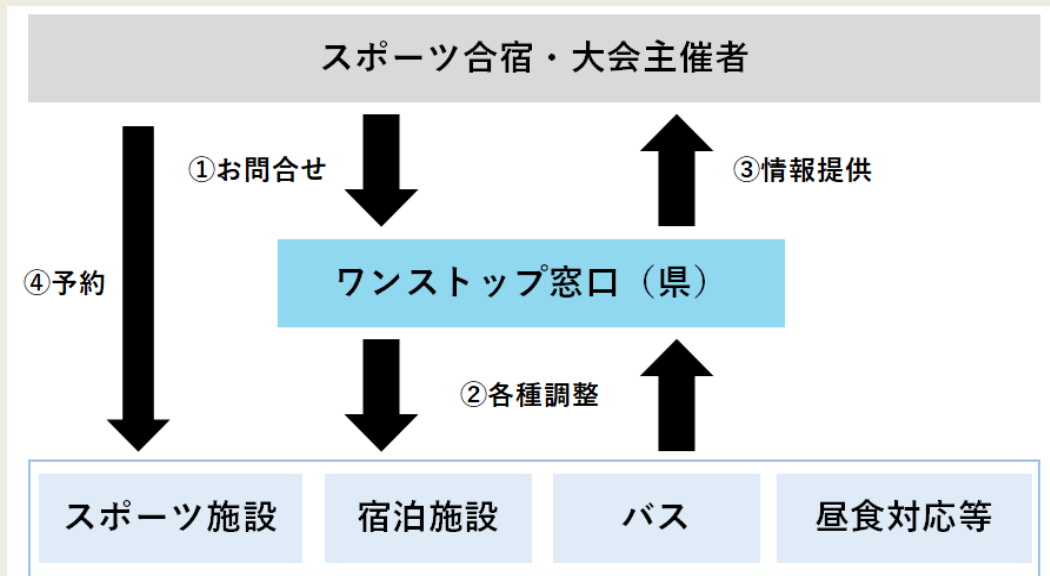 スポーツ合宿・大会主催者
①お問合せ
③情報提供
④予約
ワンストップ窓口（県）
②各種調整
スポーツ施設
宿泊施設
バス
昼食対応等